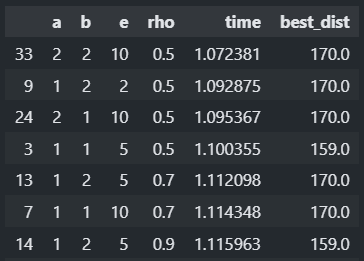 a b e rho time best_dist
33 2 2 10 0.5 1.072381 170.0
9 1 2 2 0.5 1.092875 170.0
24 2 1 10 0.5 1.095367 170.0
3 1 1 5 0.5 1.100355 159.0
13 1 2 5 0.7 1.112098 170.0
7 1 1 10 0.7 1.114348 170.0
14 1 2 5 0.9 1.115963 159.0